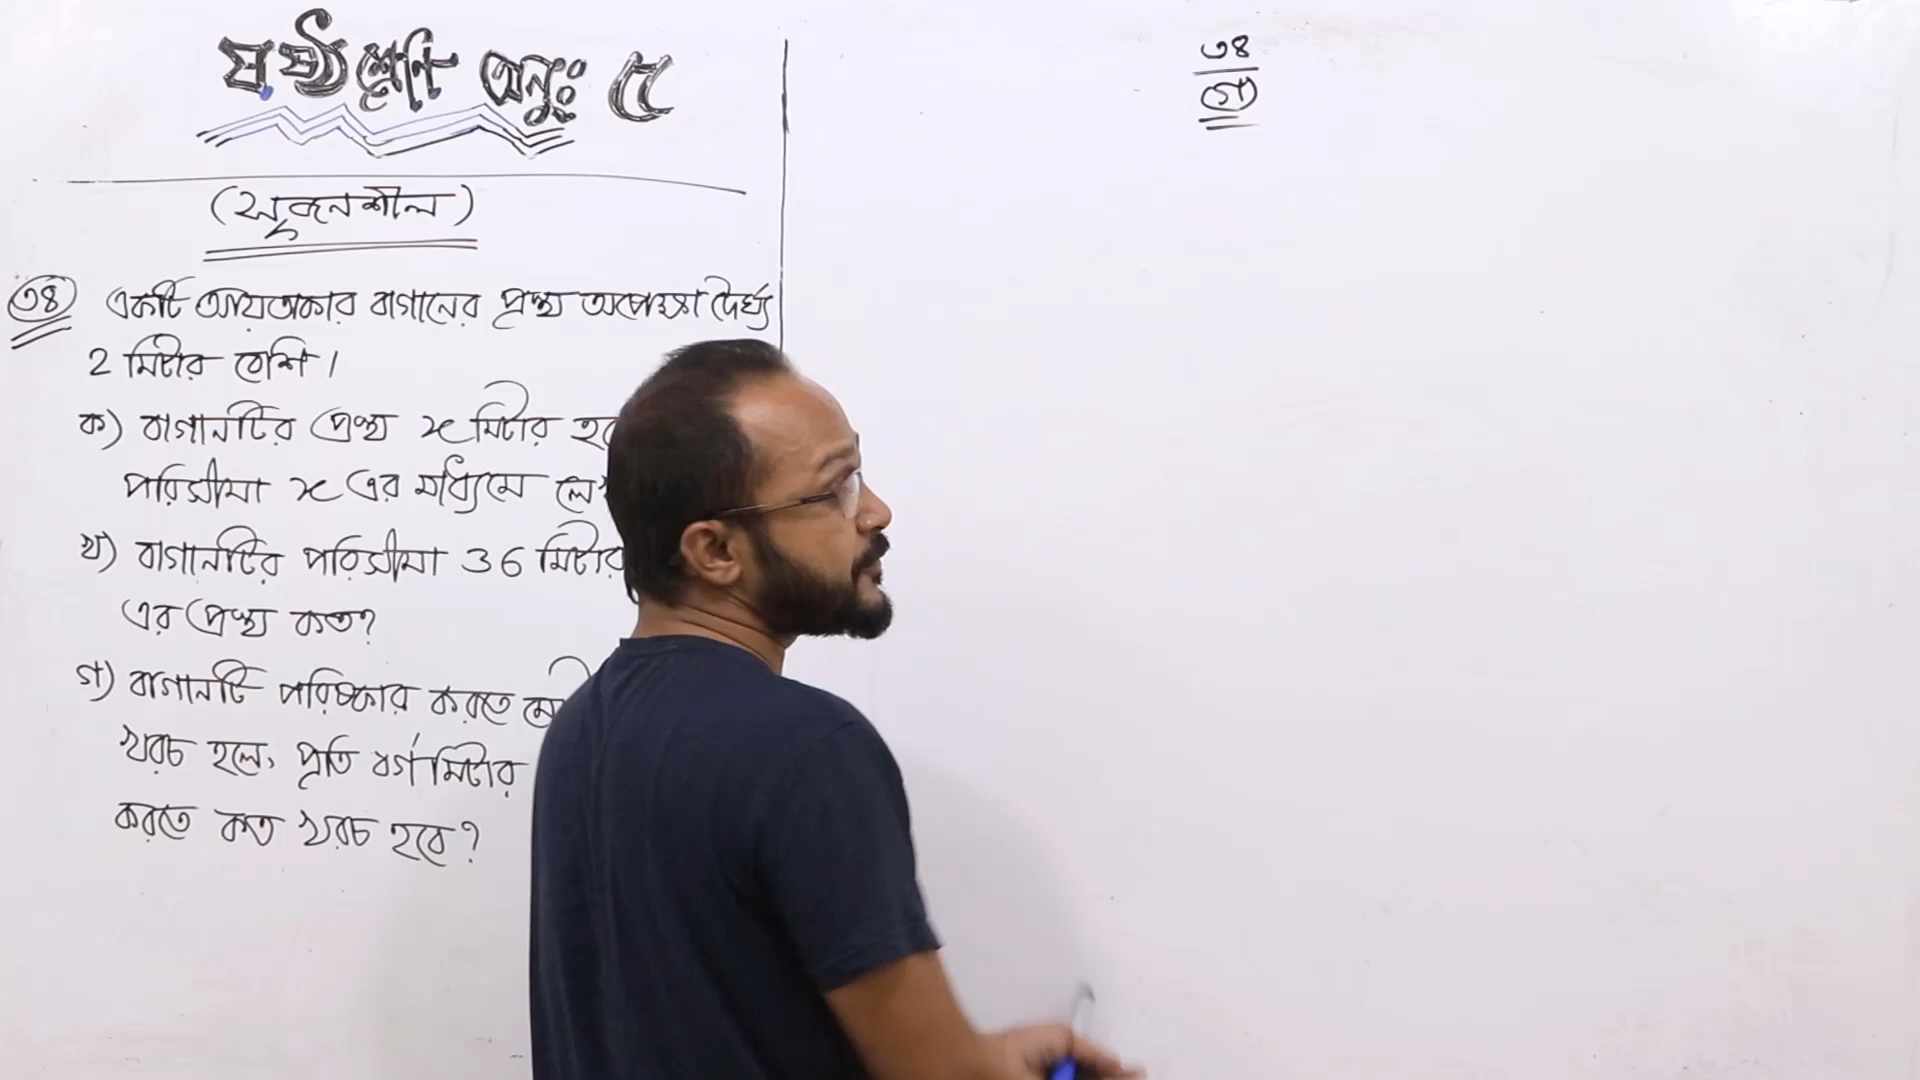 ষষ্ঠ শ্রেণি অনুঃ ৫
(সৃজনশীল)
৩৪ একটি আয়তাকার বাগানের প্রস্থ অপেক্ষা দৈর্ঘ্য
2 মিটার বেশি।
ক) বাগানটির প্রস্থ x মিটার
পরিসীমা x এর মাধ্যমে
খ) বাগানটির পরিসীমা 36 মিটার
এর প্রস্থ কত?
গ) বাগানটি পরিষ্কার করতে
খরচ হলে, প্রতি বর্গমিটার
করতে কত খরচ হবে?
৩৪
গ